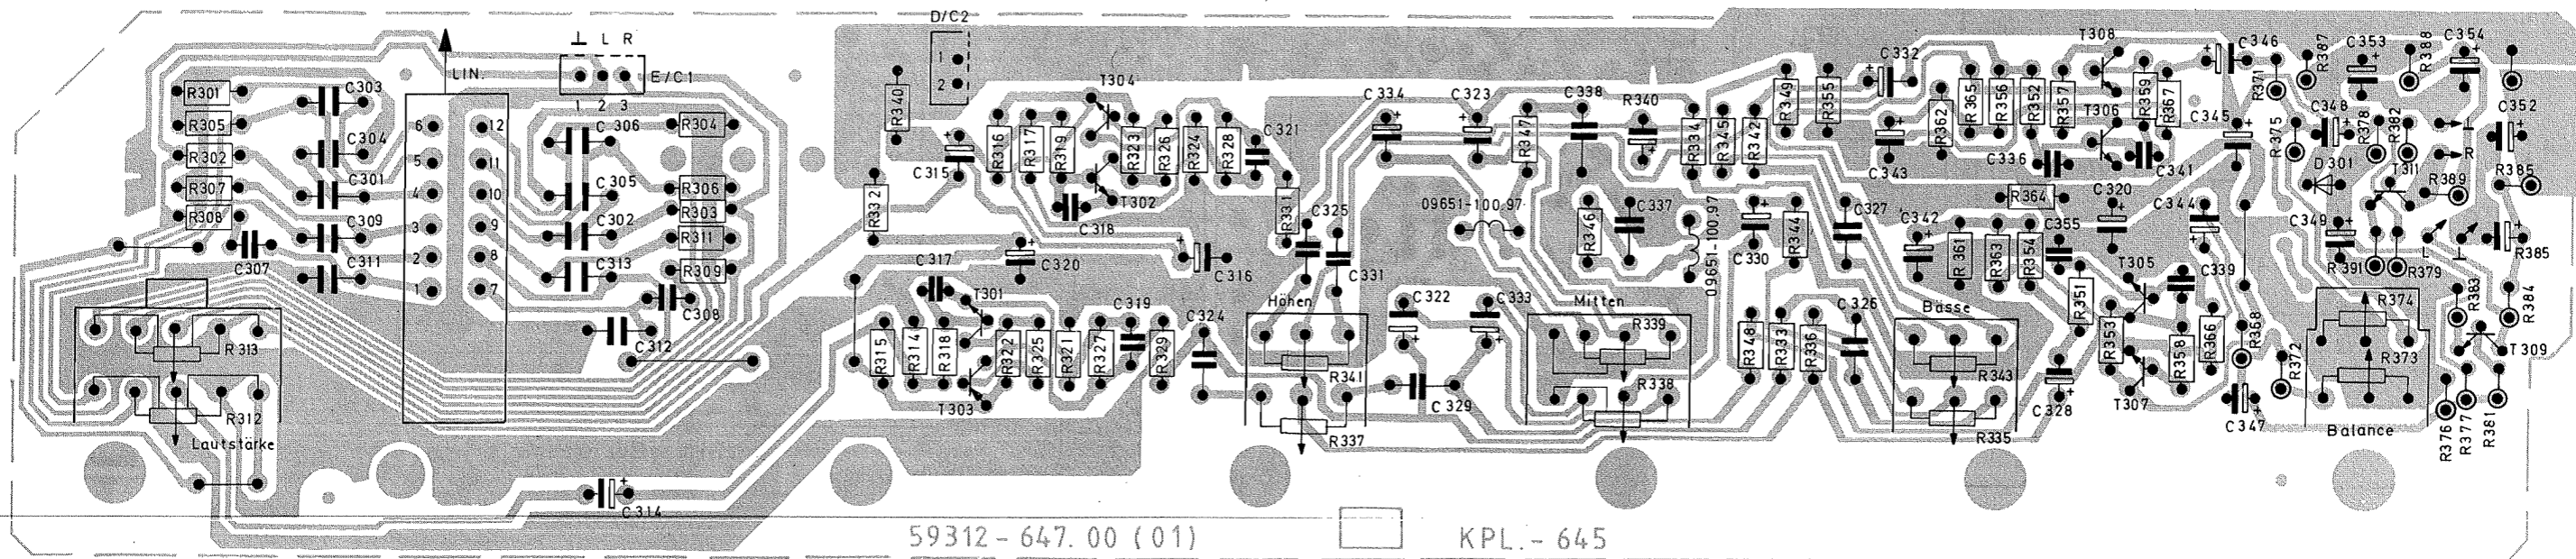 D/C2
1
2
⊥ L R
E/C1
1 2 3
LIN.
R301
R305
R302
R307
R308
C303
C304
C301
C309
C311
C307
6
5
4
3
2
1
12
11
10
9
8
7
C306
C305
C302
C313
C308
C312
R304
R306
R303
R311
R309
R313
R312
Lautstärke
C314
R340
R332
C315
R316
R317
R319
T304
T302
C318
R323
R326
R324
R328
C321
C320
C316
C317
T301
T303
R315
R314
R318
R322
R325
R321
R327
C319
R329
C324
R331
C325
C331
Höhen
R341
R337
C334
C323
C338
R340
R347
09651-100,97
R346
C337
09651-100,97
C322
C333
C329
Mitten
R339
R338
R334
R345
R342
R349
R355
C330
R344
C327
R348
R333
R336
C326
C332
C343
R362
R365
R356
R352
R357
C336
R364
C342
R361
R363
R354
C355
Bässe
R343
R335
T308
T306
R359
R367
C341
C320
C344
C345
C346
R351
T305
C339
R353
T307
R358
R366
R368
C328
C347
R372
R371
R387
C353
R388
C354
R375
C348
R378
R382
⊥
R
C352
D301
T311
R389
R385
C349
R391
R379
L
⊥
R385
R383
R384
T309
R374
R373
Balance
R376
R377
R381
59312-647.00 (01)
KPL.-645